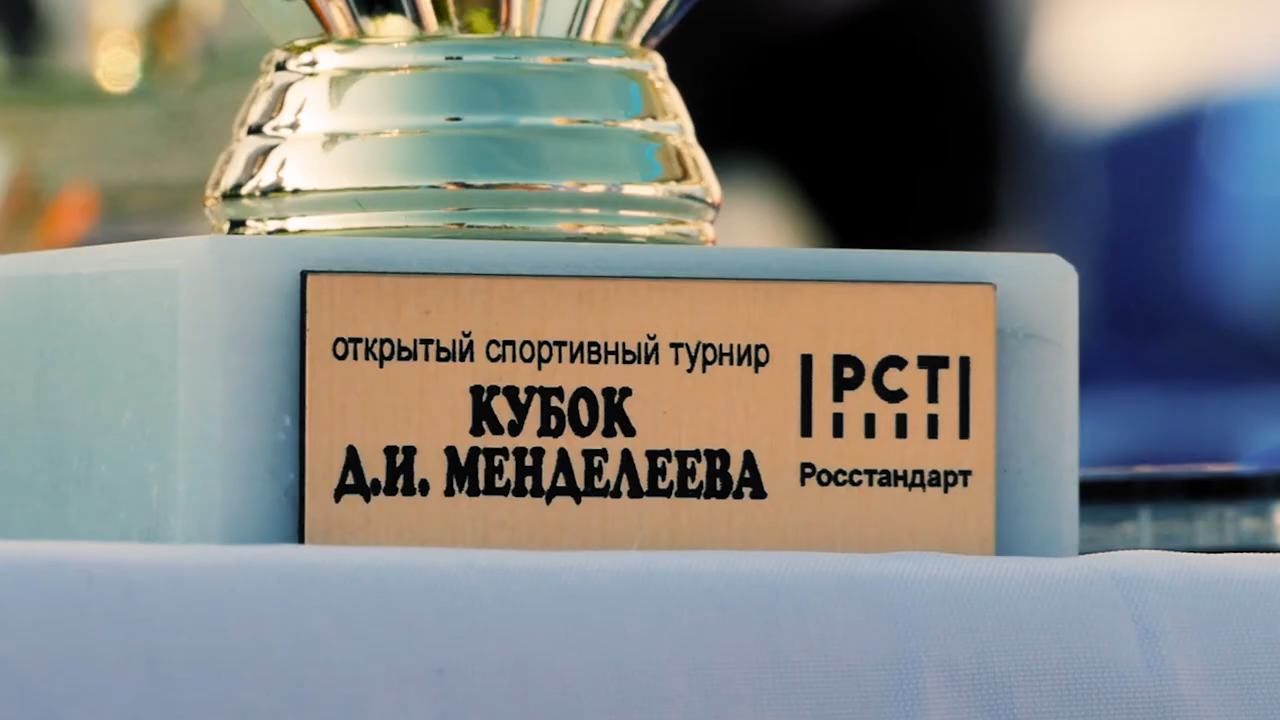 открытый спортивный турнир
КУБОК
Д.И. МЕНДЕЛЕЕВА
РСТ
Росстандарт